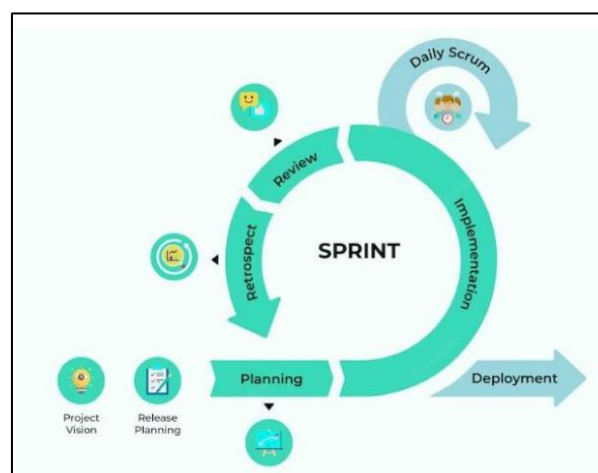 Daily Scrum
Review
Implementation
SPRINT
Retrospect
Planning
Deployment
Project
Vision
Release
Planning